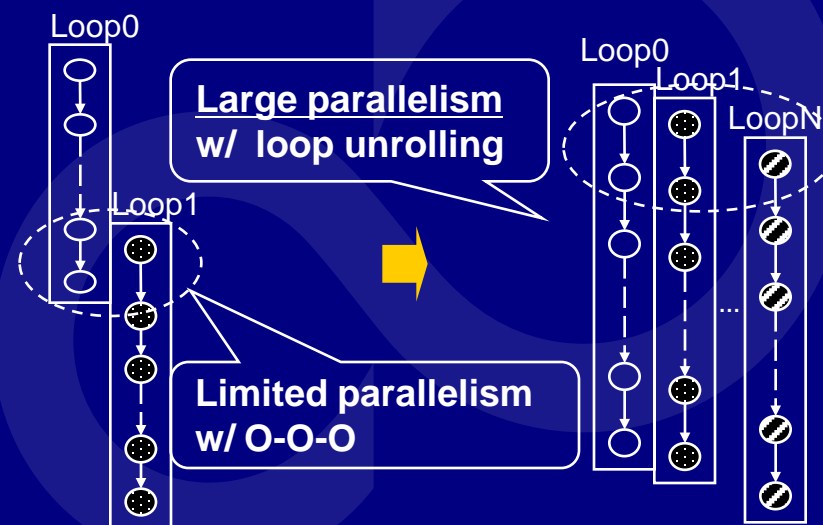 Loop0
Loop1
Large parallelism
w/ loop unrolling
Limited parallelism
w/ O-O-O
Loop0
Loop1
LoopN
...